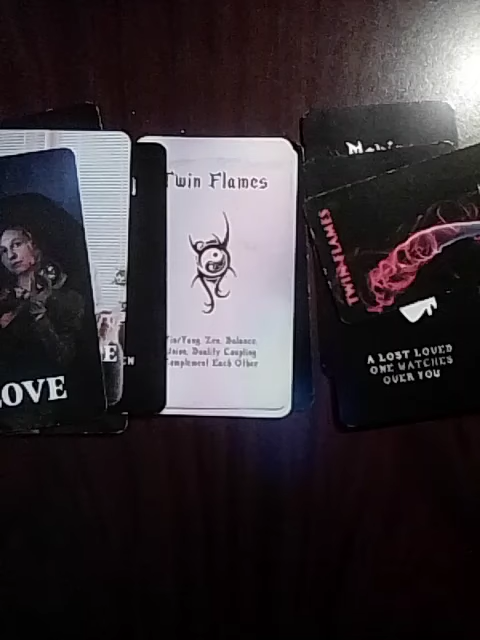 LOVE
E
EN
Twin Flames
Yin/Yang, Zen, Balance,
Union, Duality Coupling
Complement Each Other
TWIN-FLAMES
A LOST LOVED
ONE WATCHES
OVER YOU